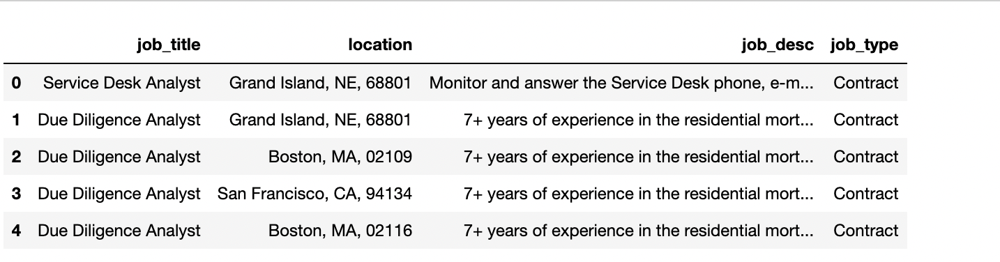 job_title location job_desc job_type
0 Service Desk Analyst Grand Island, NE, 68801 Monitor and answer the Service Desk phone, e-m... Contract
1 Due Diligence Analyst Grand Island, NE, 68801 7+ years of experience in the residential mort... Contract
2 Due Diligence Analyst Boston, MA, 02109 7+ years of experience in the residential mort... Contract
3 Due Diligence Analyst San Francisco, CA, 94134 7+ years of experience in the residential mort... Contract
4 Due Diligence Analyst Boston, MA, 02116 7+ years of experience in the residential mort... Contract